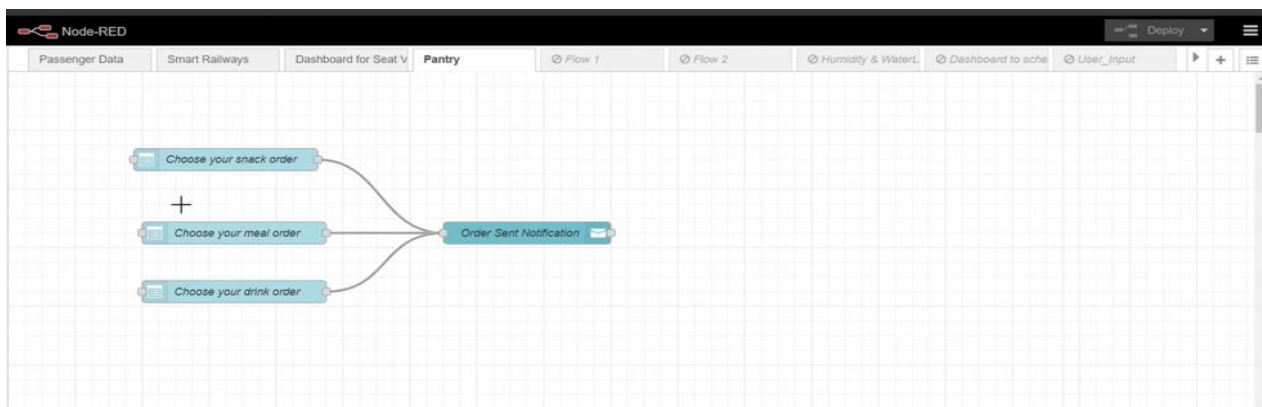 Node-RED
Deploy
Passenger Data Smart Railways Dashboard for Seat V Pantry Flow 1 Flow 2 Humidity & WaterL Dashboard to sche User_Input
Choose your snack order
Choose your meal order
Order Sent Notification
Choose your drink order